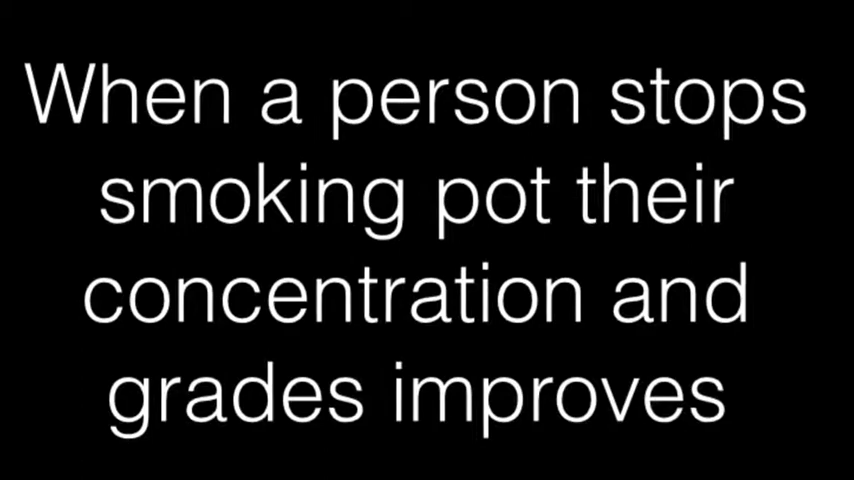 When a person stops
smoking pot their
concentration and
grades improves